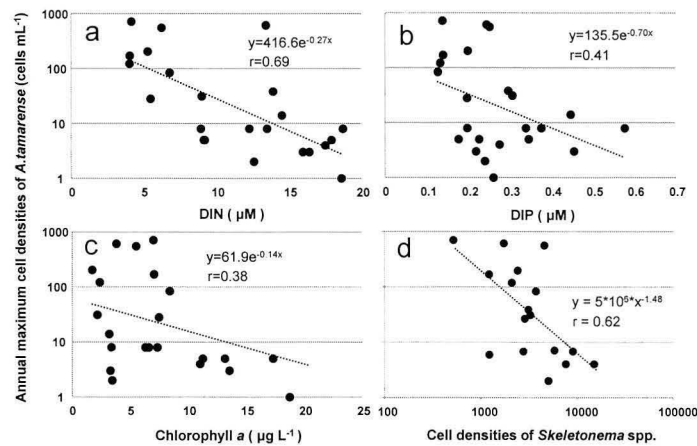 Annual maximum cell densities of A.tamarense (cells mL-1)
a
1000
100
10
1
y=416.6e-0.27x
r=0.69
0 5 10 15 20
DIN ( μM )
b
y=135.5e-0.70x
r=0.41
0 0.1 0.2 0.3 0.4 0.5 0.6 0.7
DIP ( μM )
c
1000
100
10
1
y=61.9e-0.14x
r=0.38
0 5 10 15 20 25
Chlorophyll a ( μg L-1)
d
y = 5*106*x-1.48
r = 0.62
100 1000 10000 100000
Cell densities of Skeletonema spp.